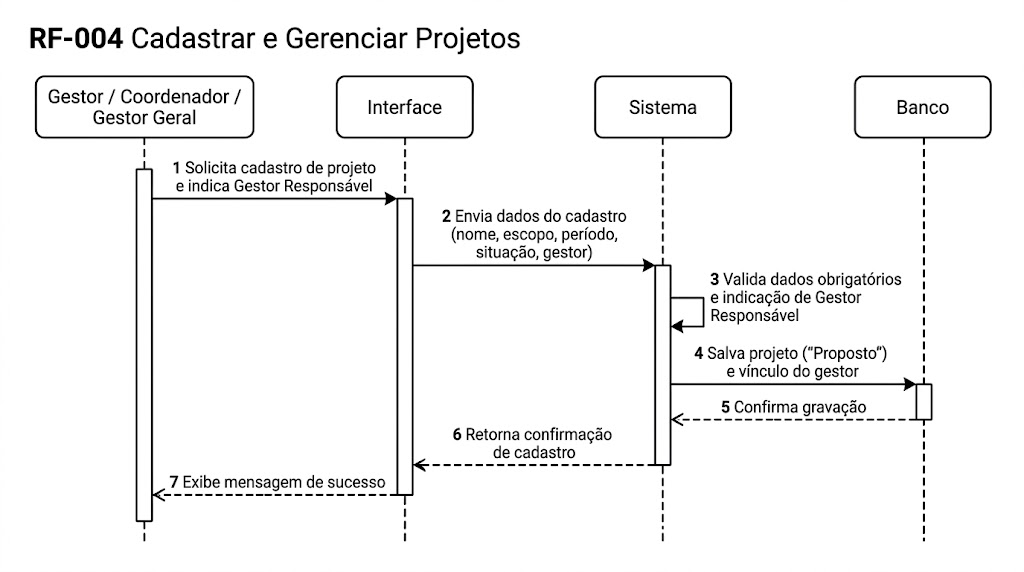 RF-004 Cadastrar e Gerenciar Projetos
Gestor / Coordenador /
Gestor Geral
Interface
Sistema
Banco
1 Solicita cadastro de projeto
e indica Gestor Responsável
2 Envia dados do cadastro
(nome, escopo, período,
situação, gestor)
3 Valida dados obrigatórios
e indicação de Gestor
Responsável
4 Salva projeto (“Proposto“)
e vínculo do gestor
5 Confirma gravação
6 Retorna confirmação
de cadastro
7 Exibe mensagem de sucesso